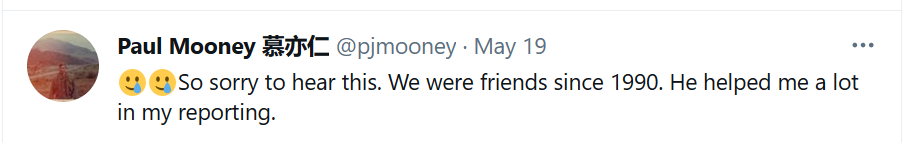 Paul Mooney 慕亦仁 @pjmooney · May 19
🥲🥲So sorry to hear this. We were friends since 1990. He helped me a lot
in my reporting.